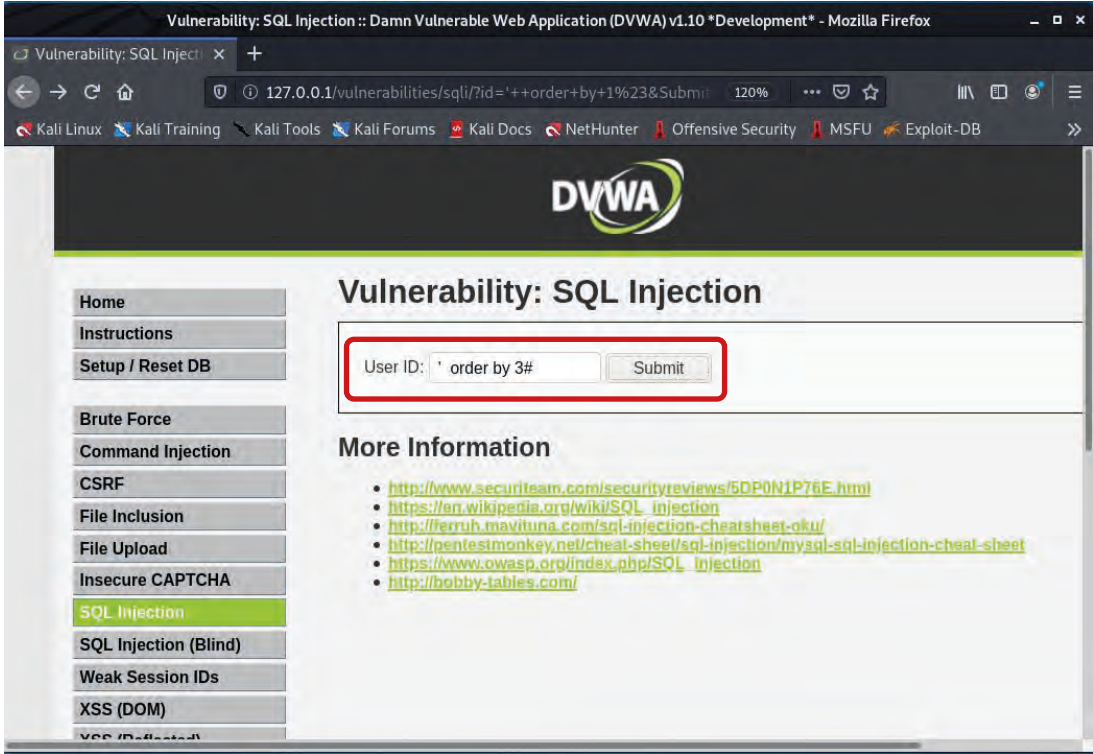 Vulnerability: SQL Injection :: Damn Vulnerable Web Application (DVWA) v1.10 *Development* - Mozilla Firefox
Vulnerability: SQL Injecti
127.0.0.1/vulnerabilities/sqli/?id='++order+by+1%23&Submi 120%
Kali Linux Kali Training Kali Tools Kali Forums Kali Docs NetHunter Offensive Security MSFU Exploit-DB
DVWA
Vulnerability: SQL Injection
Home
Instructions
Setup / Reset DB
User ID: ' order by 3# Submit
Brute Force
Command Injection
CSRF
File Inclusion
File Upload
Insecure CAPTCHA
SQL Injection
SQL Injection (Blind)
Weak Session IDs
XSS (DOM)
XSS (Reflected)
More Information
http://www.securiteam.com/securityreviews/5DP0N1P76E.html
https://en.wikipedia.org/wiki/SQL_injection
http://ferruh.mavituna.com/sql-injection-cheatsheet-oku/
http://pentestmonkey.net/cheat-sheet/sql-injection/mysql-sql-injection-cheat-sheet
https://www.owasp.org/index.php/SQL_Injection
http://bobby-tables.com/